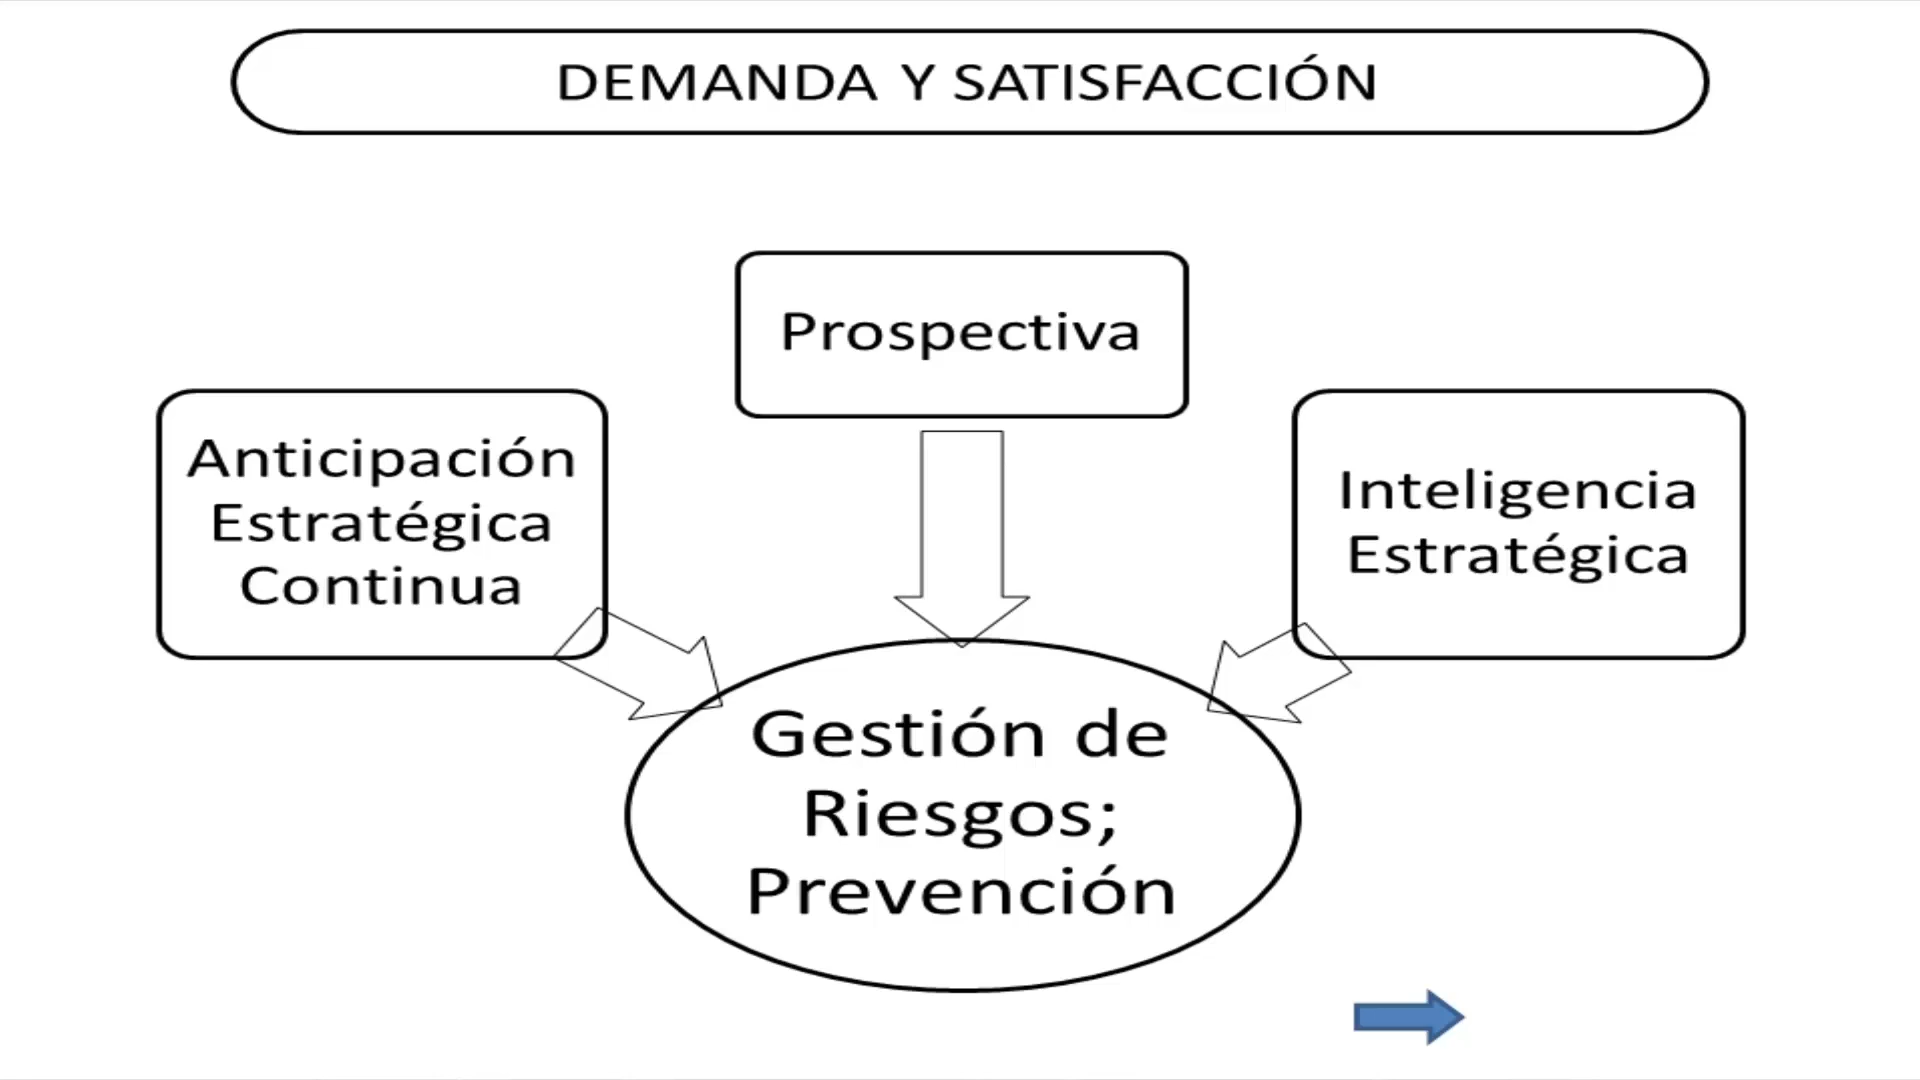 DEMANDA Y SATISFACCIÓN
Prospectiva
Anticipación
Estratégica
Continua
Inteligencia
Estratégica
Gestión de
Riesgos;
Prevención